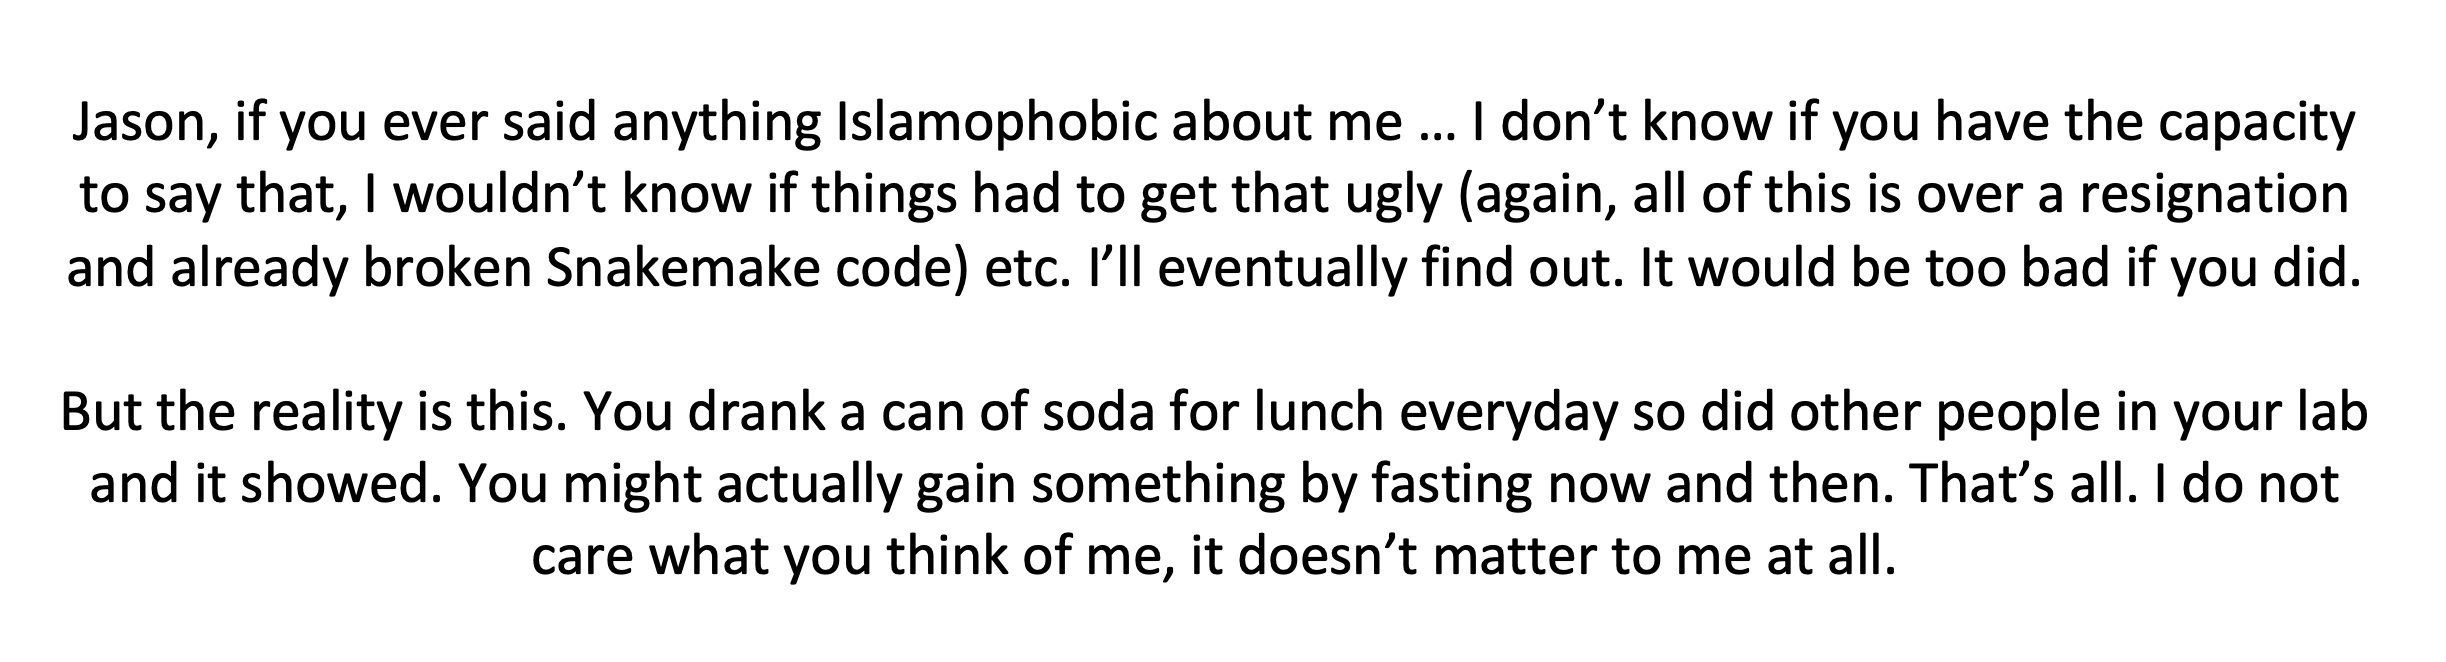 Jason, if you ever said anything Islamophobic about me … I don’t know if you have the capacity
to say that, I wouldn’t know if things had to get that ugly (again, all of this is over a resignation
and already broken Snakemake code) etc. I’ll eventually find out. It would be too bad if you did.
But the reality is this. You drank a can of soda for lunch everyday so did other people in your lab
and it showed. You might actually gain something by fasting now and then. That’s all. I do not
care what you think of me, it doesn’t matter to me at all.